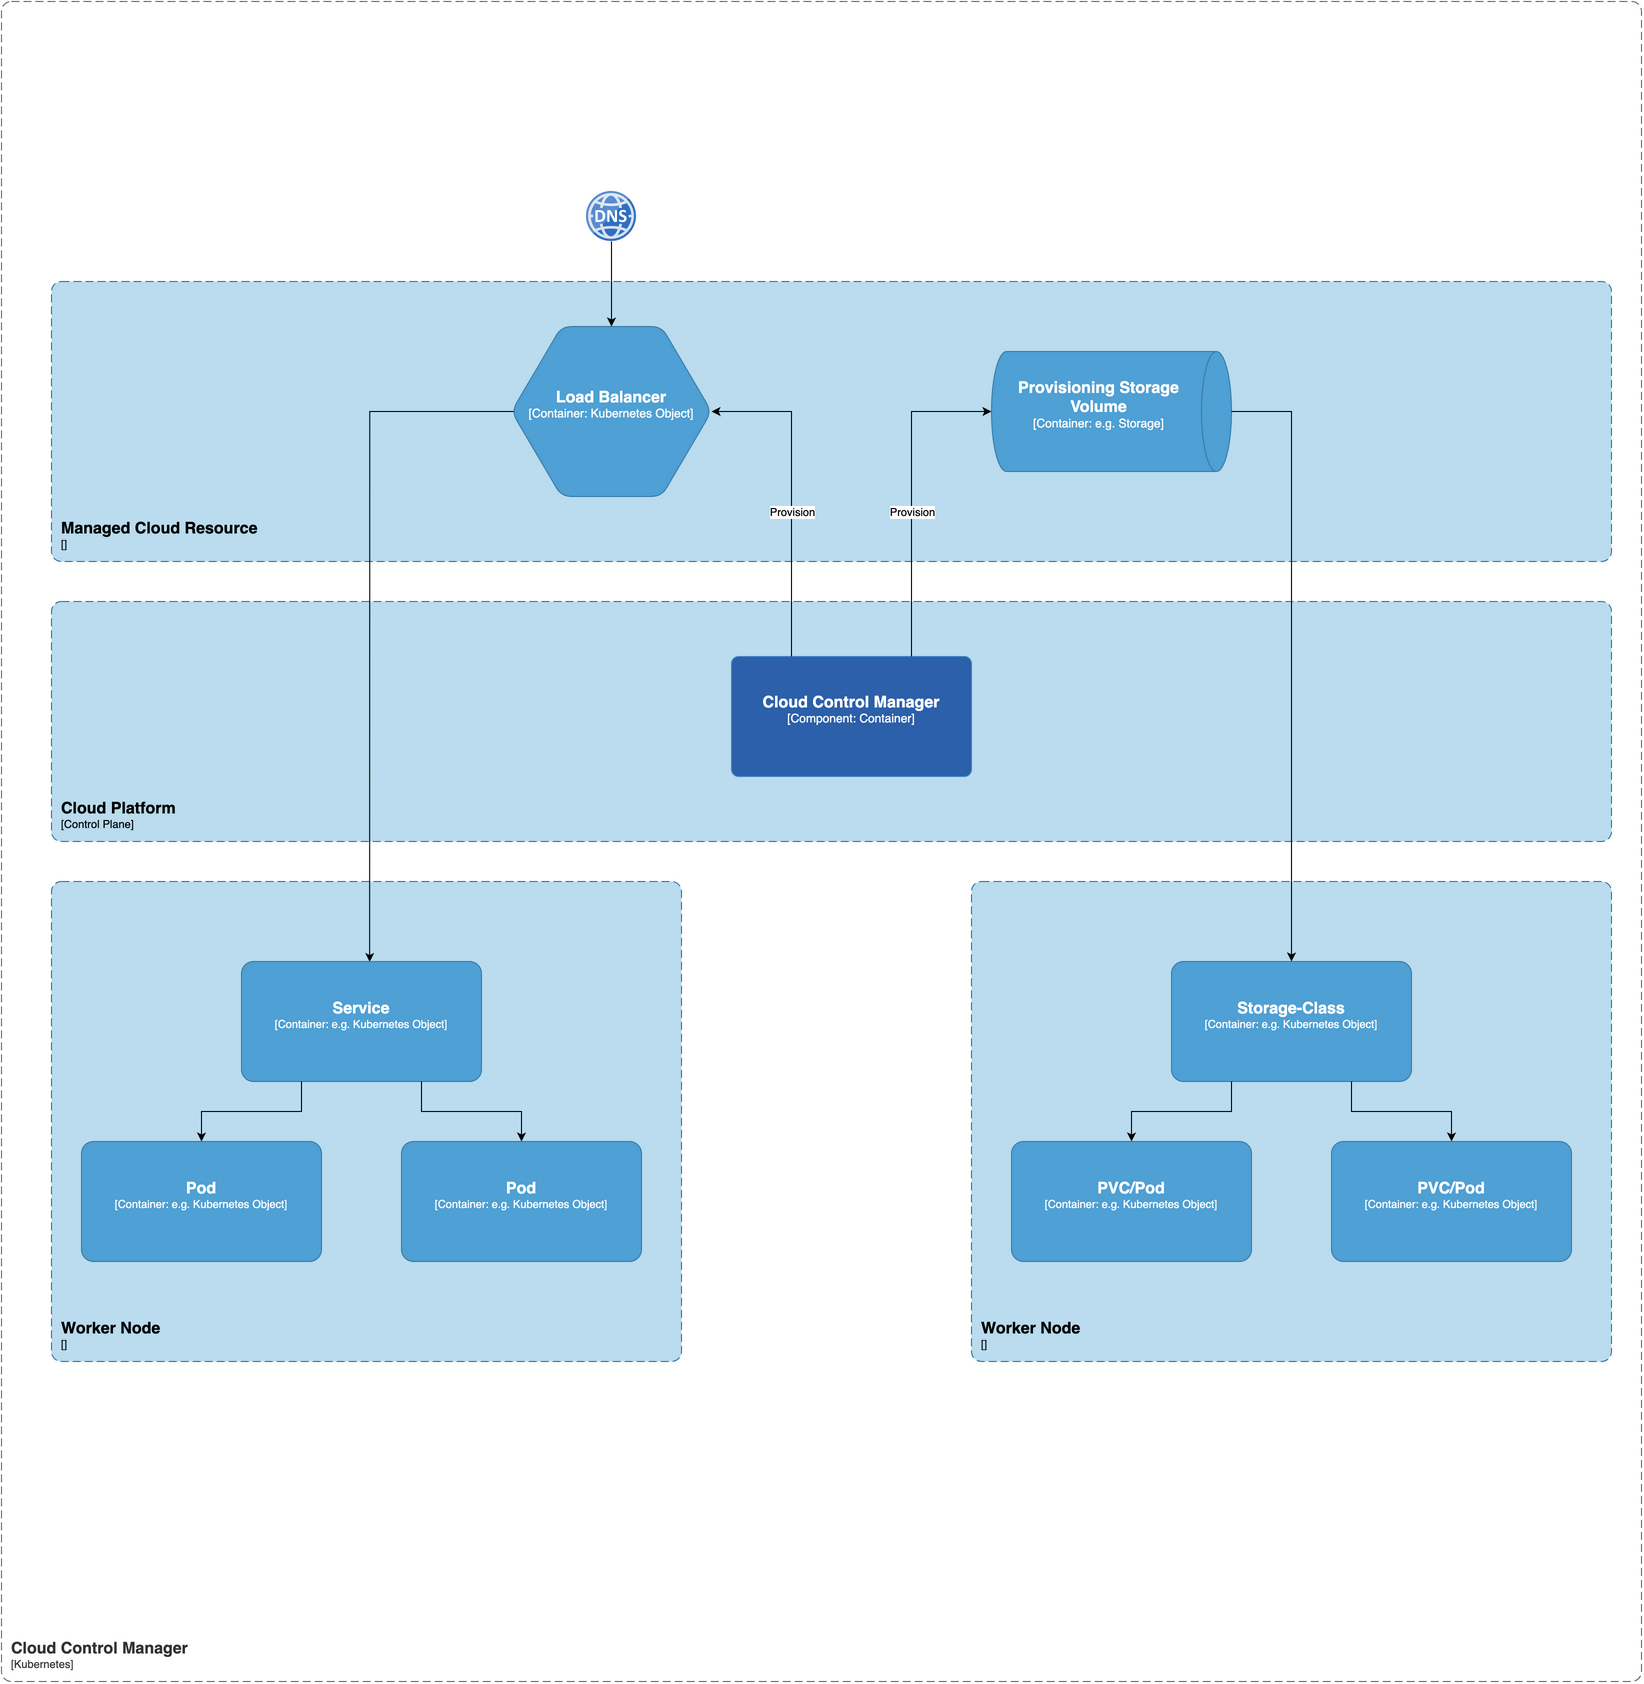 DNS
Load Balancer
[Container: Kubernetes Object]
Provisioning Storage
Volume
[Container: e.g. Storage]
Provision
Provision
Managed Cloud Resource
[]
Cloud Control Manager
[Component: Container]
Cloud Platform
[Control Plane]
Service
[Container: e.g. Kubernetes Object]
Pod
[Container: e.g. Kubernetes Object]
Pod
[Container: e.g. Kubernetes Object]
Worker Node
[]
Storage-Class
[Container: e.g. Kubernetes Object]
PVC/Pod
[Container: e.g. Kubernetes Object]
PVC/Pod
[Container: e.g. Kubernetes Object]
Worker Node
[]
Cloud Control Manager
[Kubernetes]